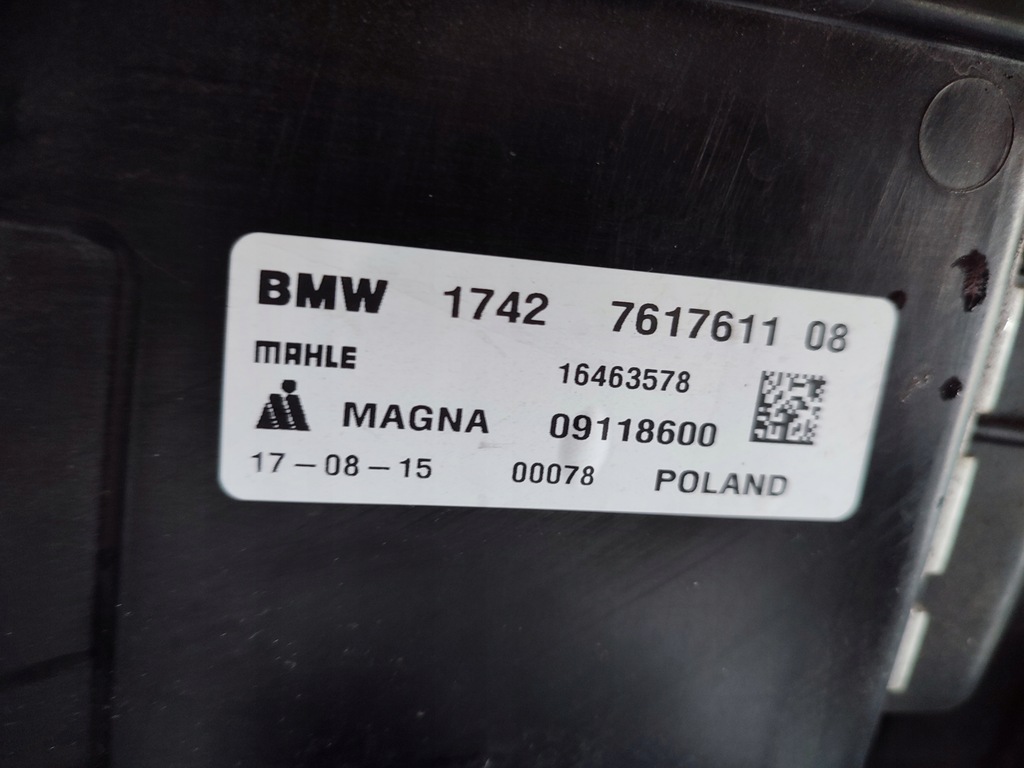 BMW 1742 7617611 08
MAHLE 16463578
MAGNA 09118600
17-08-15 00078 POLAND